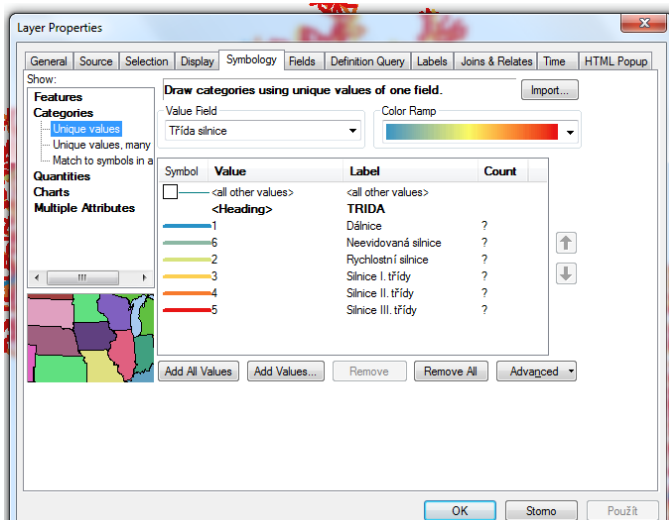 Layer Properties
General Source Selection Display Symbology Fields Definition Query Labels Joins & Relates Time HTML Popup
Show:
Features
Categories
Unique values
Unique values, many
Match to symbols in a
Quantities
Charts
Multiple Attributes
Draw categories using unique values of one field.
Import...
Value Field
Třída silnice
Color Ramp
Symbol Value Label Count
<all other values> <all other values>
<Heading> TRIDA
1 Dálnice ?
6 Neevidovaná silnice ?
2 Rychlostní silnice ?
3 Silnice I. třídy ?
4 Silnice II. třídy ?
5 Silnice III. třídy ?
Add All Values Add Values... Remove Remove All Advanced
OK Storno Použít